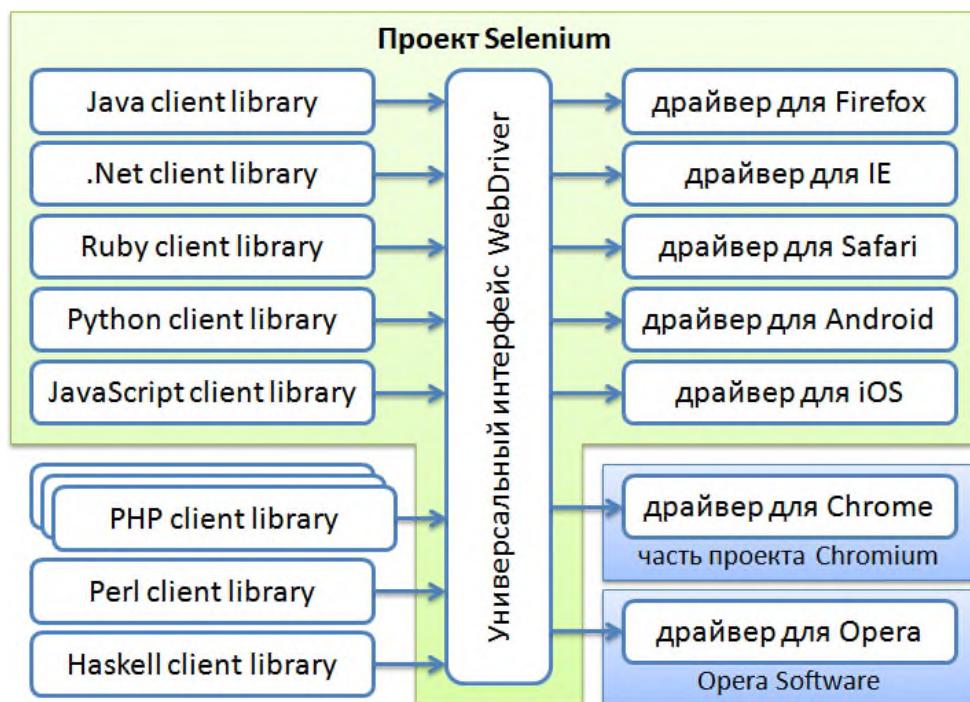 Проект Selenium
Java client library
.Net client library
Ruby client library
Python client library
JavaScript client library
PHP client library
Perl client library
Haskell client library
Универсальный интерфейс WebDriver
драйвер для Firefox
драйвер для IE
драйвер для Safari
драйвер для Android
драйвер для iOS
драйвер для Chrome
часть проекта Chromium
драйвер для Opera
Opera Software